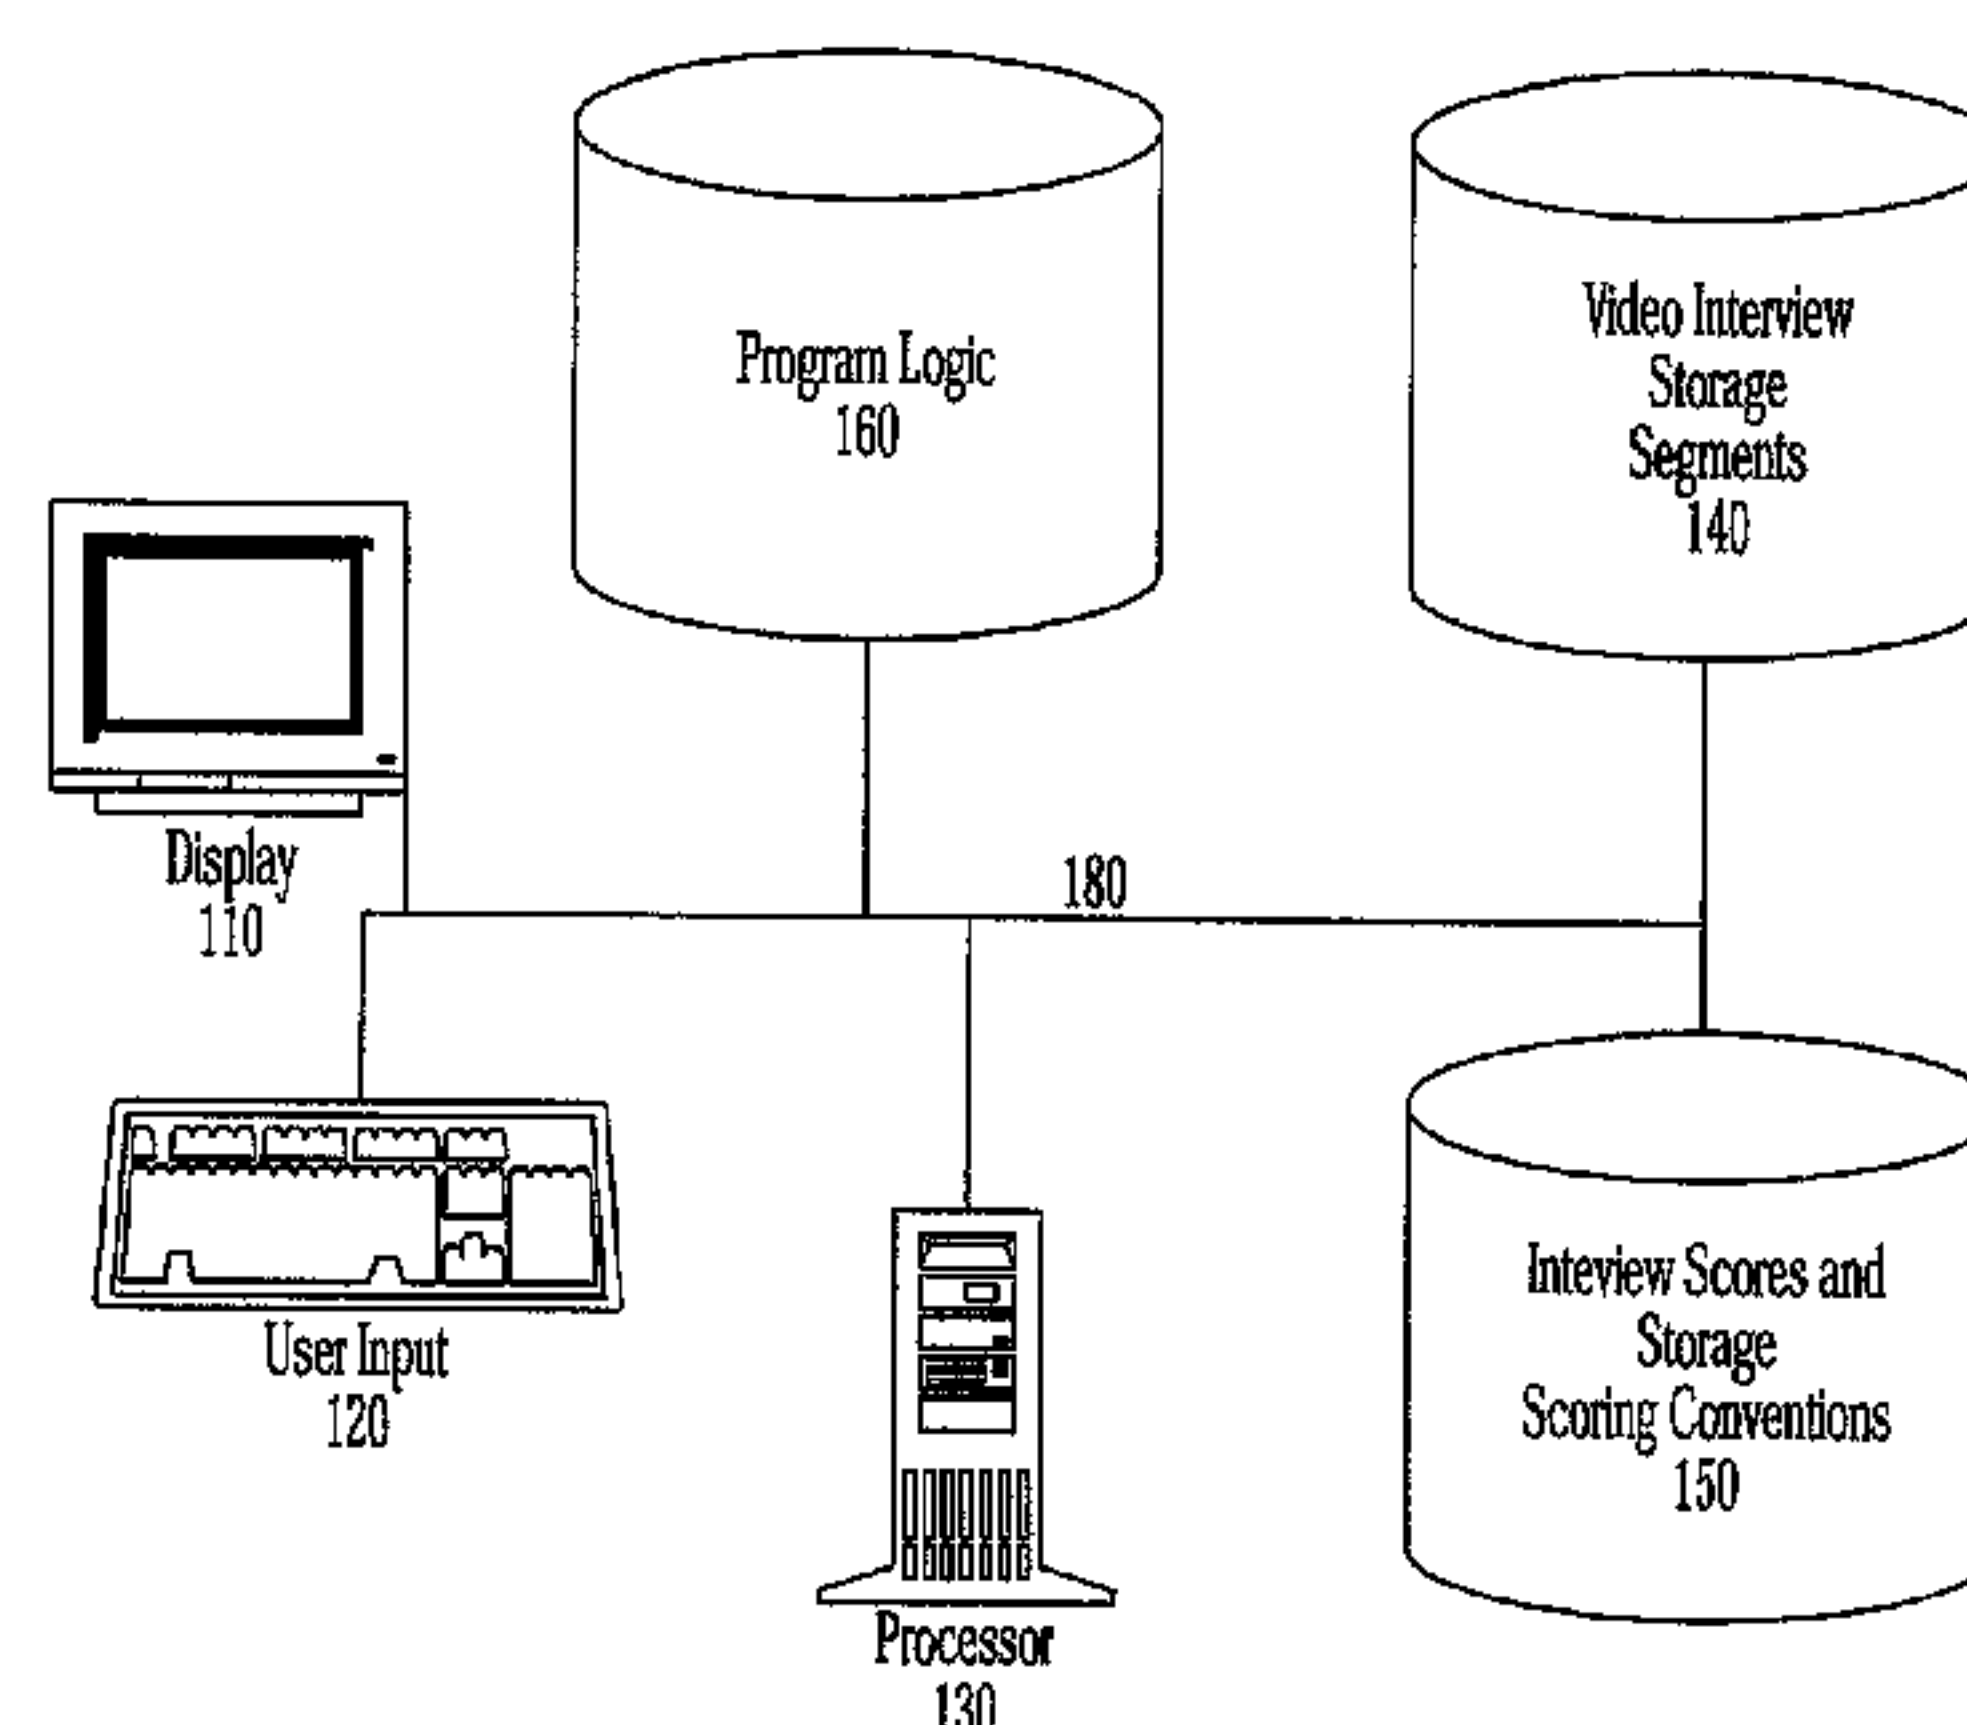 Program Logic
160
Video Interview
Storage
Segments
140
Display
110
180
User Input
120
Processor
130
Inteview Scores and
Storage
Scoring Conventions
150